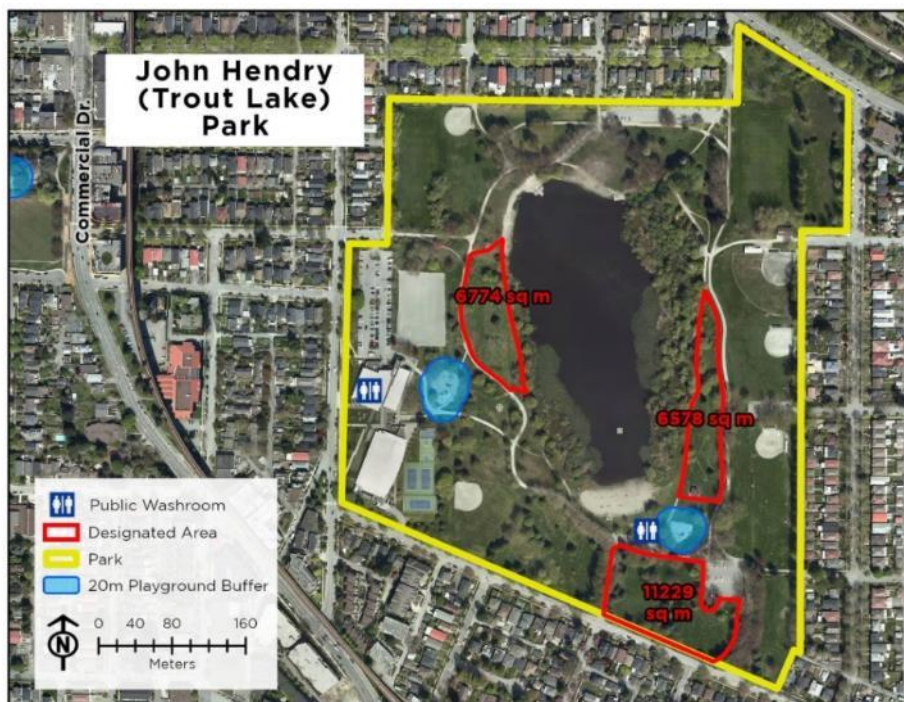 John Hendry
(Trout Lake)
Park
Commercial Dr.
6774 sq m
6578 sq m
11229
sq m
Public Washroom
Designated Area
Park
20m Playground Buffer
N
0 40 80 160
Meters